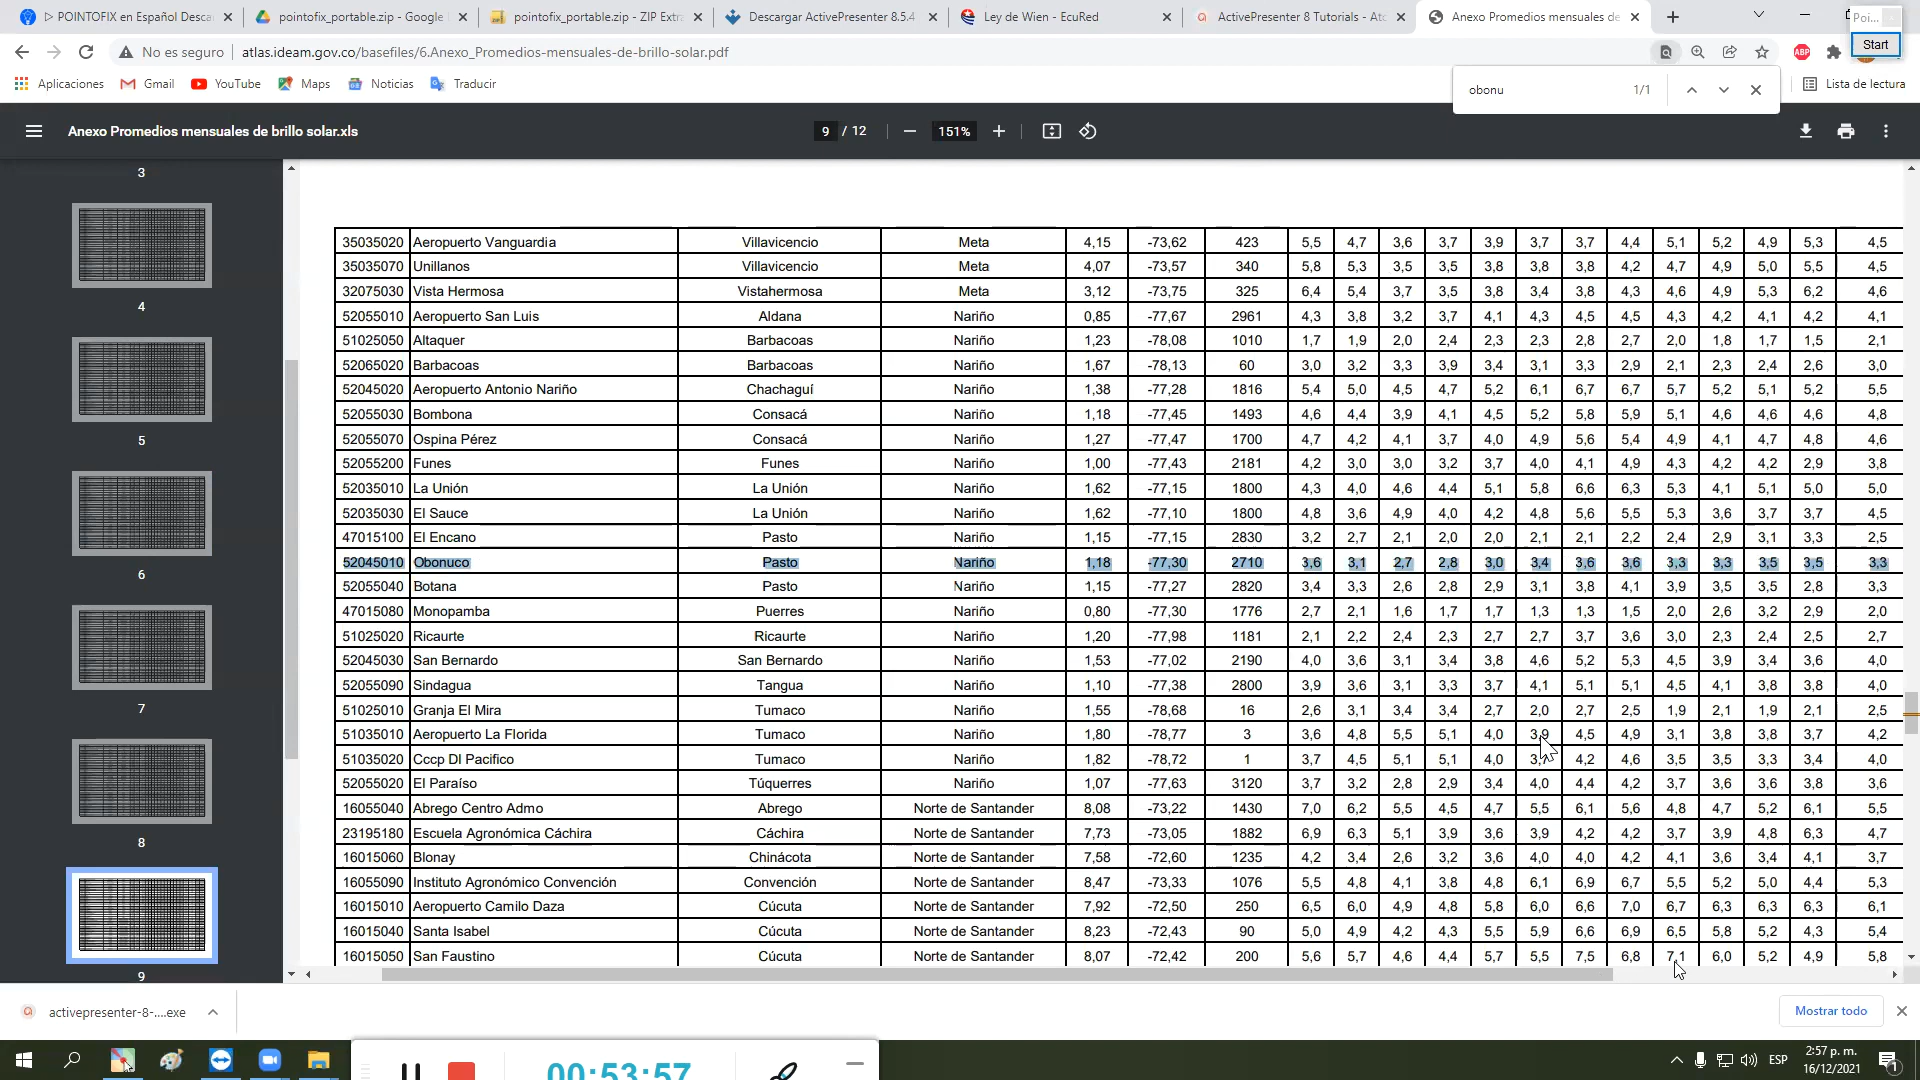 ▷ POINTOFIX en Español Desca
pointofix_portable.zip - Google
pointofix_portable.zip - ZIP Extr
Descargar ActivePresenter 8.5.4
Ley de Wien - EcuRed
ActivePresenter 8 Tutorials - Ato
Anexo Promedios mensuales de
Poi...
Start
No es seguro
atlas.ideam.gov.co/basefiles/6.Anexo_Promedios-mensuales-de-brillo-solar.pdf
ABP
Aplicaciones Gmail YouTube Maps Noticias Traducir
obonu 1/1
Lista de lectura
Anexo Promedios mensuales de brillo solar.xls
9 / 12 151%
3
4
5
6
7
8
9
35035020 Aeropuerto Vanguardia Villavicencio Meta 4,15 -73,62 423 5,5 4,7 3,6 3,7 3,9 3,7 3,7 4,4 5,1 5,2 4,9 5,3 4,5
35035070 Unillanos Villavicencio Meta 4,07 -73,57 340 5,8 5,3 3,5 3,5 3,8 3,8 3,8 4,2 4,7 4,9 5,0 5,5 4,5
32075030 Vista Hermosa Vistahermosa Meta 3,12 -73,75 325 6,4 5,4 3,7 3,5 3,8 3,4 3,8 4,3 4,6 4,9 5,3 6,2 4,6
52055010 Aeropuerto San Luis Aldana Nariño 0,85 -77,67 2961 4,3 3,8 3,2 3,7 4,1 4,3 4,5 4,5 4,3 4,2 4,1 4,2 4,1
51025050 Altaquer Barbacoas Nariño 1,23 -78,08 1010 1,7 1,9 2,0 2,4 2,3 2,3 2,8 2,7 2,0 1,8 1,7 1,5 2,1
52065020 Barbacoas Barbacoas Nariño 1,67 -78,13 60 3,0 3,2 3,3 3,9 3,4 3,1 3,3 2,9 2,1 2,3 2,4 2,6 3,0
52045020 Aeropuerto Antonio Nariño Chachaguí Nariño 1,38 -77,28 1816 5,4 5,0 4,5 4,7 5,2 6,1 6,7 6,7 5,7 5,2 5,1 5,2 5,5
52055030 Bombona Consacá Nariño 1,18 -77,45 1493 4,6 4,4 3,9 4,1 4,5 5,2 5,8 5,9 5,1 4,6 4,6 4,6 4,8
52055070 Ospina Pérez Consacá Nariño 1,27 -77,47 1700 4,7 4,2 4,1 3,7 4,0 4,9 5,6 5,4 4,9 4,1 4,7 4,8 4,6
52055200 Funes Funes Nariño 1,00 -77,43 2181 4,2 3,0 3,0 3,2 3,7 4,0 4,1 4,9 4,3 4,2 4,2 2,9 3,8
52035010 La Unión La Unión Nariño 1,62 -77,15 1800 4,3 4,0 4,6 4,4 5,1 5,8 6,6 6,3 5,3 4,1 5,1 5,0 5,0
52035030 El Sauce La Unión Nariño 1,62 -77,10 1800 4,8 3,6 4,9 4,0 4,2 4,8 5,6 5,5 5,3 3,6 3,7 3,7 4,5
47015100 El Encano Pasto Nariño 1,15 -77,15 2830 3,2 2,7 2,1 2,0 2,0 2,1 2,1 2,2 2,4 2,9 3,1 3,3 2,5
52045010 Obonuco Pasto Nariño 1,18 -77,30 2710 3,6 3,1 2,7 2,8 3,0 3,4 3,6 3,6 3,3 3,3 3,5 3,5 3,3
52055040 Botana Pasto Nariño 1,15 -77,27 2820 3,4 3,3 2,6 2,8 2,9 3,1 3,8 4,1 3,9 3,5 3,5 2,8 3,3
47015080 Monopamba Puerres Nariño 0,80 -77,30 1776 2,7 2,1 1,6 1,7 1,7 1,3 1,3 1,5 2,0 2,6 3,2 2,9 2,0
51025020 Ricaurte Ricaurte Nariño 1,20 -77,98 1181 2,1 2,2 2,4 2,3 2,7 2,7 3,7 3,6 3,0 2,3 2,4 2,5 2,7
52045030 San Bernardo San Bernardo Nariño 1,53 -77,02 2190 4,0 3,6 3,1 3,4 3,8 4,6 5,2 5,3 4,5 3,9 3,4 3,6 4,0
52055090 Sindagua Tangua Nariño 1,10 -77,38 2800 3,9 3,6 3,1 3,3 3,7 4,1 5,1 5,1 4,5 4,1 3,8 3,8 4,0
51025010 Granja El Mira Tumaco Nariño 1,55 -78,68 16 2,6 3,1 3,4 3,4 2,7 2,0 2,7 2,5 1,9 2,1 1,9 2,1 2,5
51035010 Aeropuerto La Florida Tumaco Nariño 1,80 -78,77 3 3,6 4,8 5,5 5,1 4,0 3,9 4,5 4,9 3,1 3,8 3,8 3,7 4,2
51035020 Cccp Dl Pacifico Tumaco Nariño 1,82 -78,72 1 3,7 4,5 5,1 5,1 4,0 4,2 4,6 3,5 3,5 3,3 3,4 4,0
52055020 El Paraíso Túquerres Nariño 1,07 -77,63 3120 3,7 3,2 2,8 2,9 3,4 4,0 4,4 4,2 3,7 3,6 3,6 3,8 3,6
16055040 Abrego Centro Admo Abrego Norte de Santander 8,08 -73,22 1430 7,0 6,2 5,5 4,5 4,7 5,5 6,1 5,6 4,8 4,7 5,2 6,1 5,5
23195180 Escuela Agronómica Cáchira Cáchira Norte de Santander 7,73 -73,05 1882 6,9 6,3 5,1 3,9 3,6 3,9 4,2 4,2 3,7 3,9 4,8 6,3 4,7
16015060 Blonay Chinácota Norte de Santander 7,58 -72,60 1235 4,2 3,4 2,6 3,2 3,6 4,0 4,0 4,2 4,1 3,6 3,4 4,1 3,7
16055090 Instituto Agronómico Convención Convención Norte de Santander 8,47 -73,33 1076 5,5 4,8 4,1 3,8 4,8 6,1 6,9 6,7 5,5 5,2 5,0 4,4 5,3
16015010 Aeropuerto Camilo Daza Cúcuta Norte de Santander 7,92 -72,50 250 6,5 6,0 4,9 4,8 5,8 6,0 6,6 7,0 6,7 6,3 6,3 6,3 6,1
16015040 Santa Isabel Cúcuta Norte de Santander 8,23 -72,43 90 5,0 4,9 4,2 4,3 5,5 5,9 6,6 6,9 6,5 5,8 5,2 4,3 5,4
16015050 San Faustino Cúcuta Norte de Santander 8,07 -72,42 200 5,6 5,7 4,6 4,4 5,7 5,5 7,5 6,8 7,1 6,0 5,2 4,9 5,8
activepresenter-8-....exe
Mostrar todo
00:53:57
ESP
2:57 p. m.
16/12/2021
1